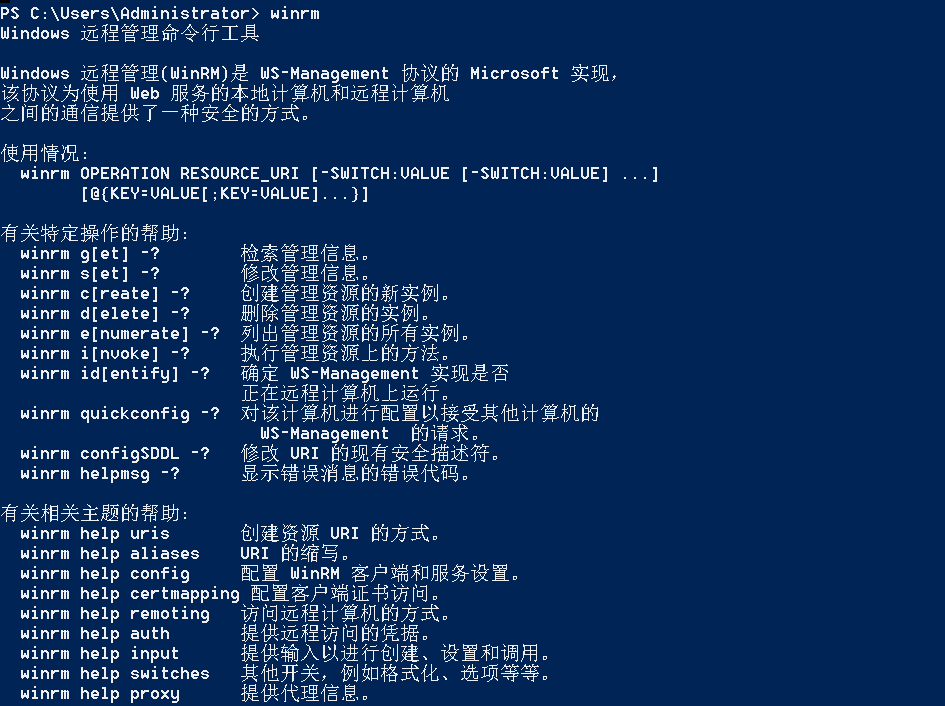 PS C:\Users\Administrator> winrm
Windows 远程管理命令行工具
Windows 远程管理(WinRM)是 WS-Management 协议的 Microsoft 实现，
该协议为使用 Web 服务的本地计算机和远程计算机
之间的通信提供了一种安全的方式。
使用情况:
  winrm OPERATION RESOURCE_URI [-SWITCH:VALUE [-SWITCH:VALUE] ...]
        [@{KEY=VALUE[;KEY=VALUE]...}]
有关特定操作的帮助:
  winrm g[et] -?        检索管理信息。
  winrm s[et] -?        修改管理信息。
  winrm c[reate] -?     创建管理资源的新实例。
  winrm d[elete] -?     删除管理资源的实例。
  winrm e[numerate] -?  列出管理资源的所有实例。
  winrm i[nvoke] -?     执行管理资源上的方法。
  winrm id[entify] -?   确定 WS-Management 实现是否
                        正在远程计算机上运行。
  winrm quickconfig -?  对该计算机进行配置以接受其他计算机的
                          WS-Management  的请求。
  winrm configSDDL -?   修改 URI 的现有安全描述符。
  winrm helpmsg -?      显示错误消息的错误代码。
有关相关主题的帮助:
  winrm help uris       创建资源 URI 的方式。
  winrm help aliases    URI 的缩写。
  winrm help config     配置 WinRM 客户端和服务设置。
  winrm help certmapping 配置客户端证书访问。
  winrm help remoting   访问远程计算机的方式。
  winrm help auth       提供远程访问的凭据。
  winrm help input      提供输入以进行创建、设置和调用。
  winrm help switches   其他开关，例如格式化、选项等等。
  winrm help proxy      提供代理信息。